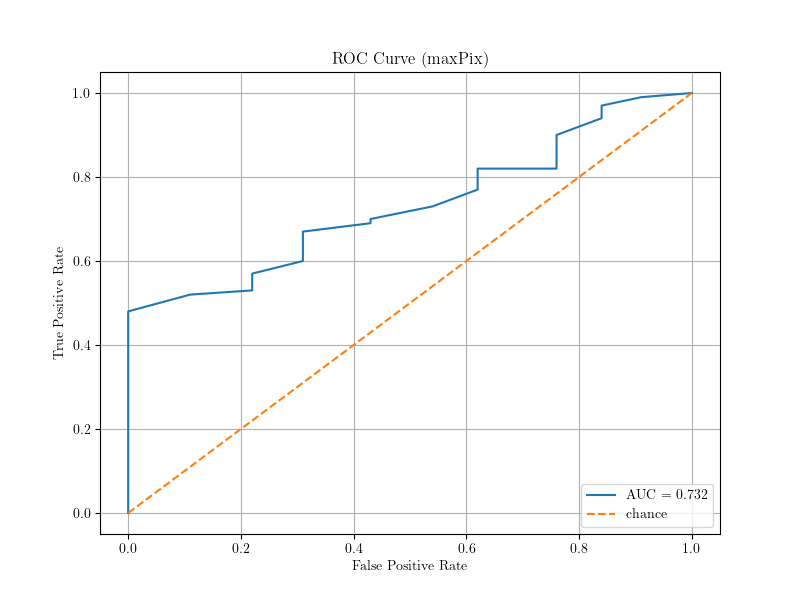 ROC Curve (maxPix)
True Positive Rate
1.0
0.8
0.6
0.4
0.2
0.0
AUC = 0.732
chance
0.0 0.2 0.4 0.6 0.8 1.0
False Positive Rate